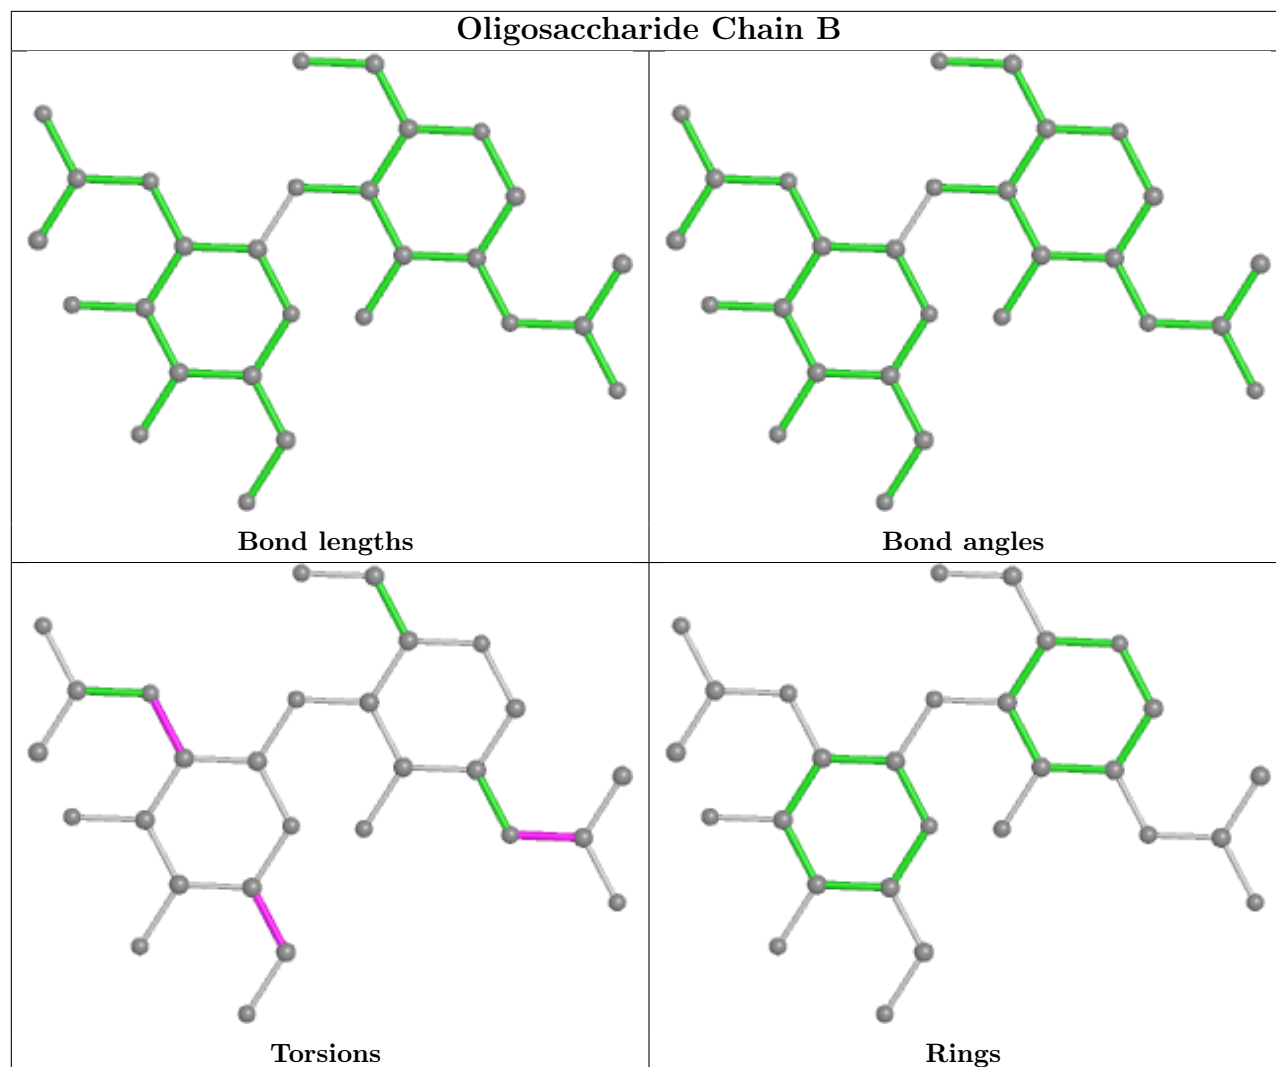 Oligosaccharide Chain B
Bond lengths
Bond angles
Torsions
Rings